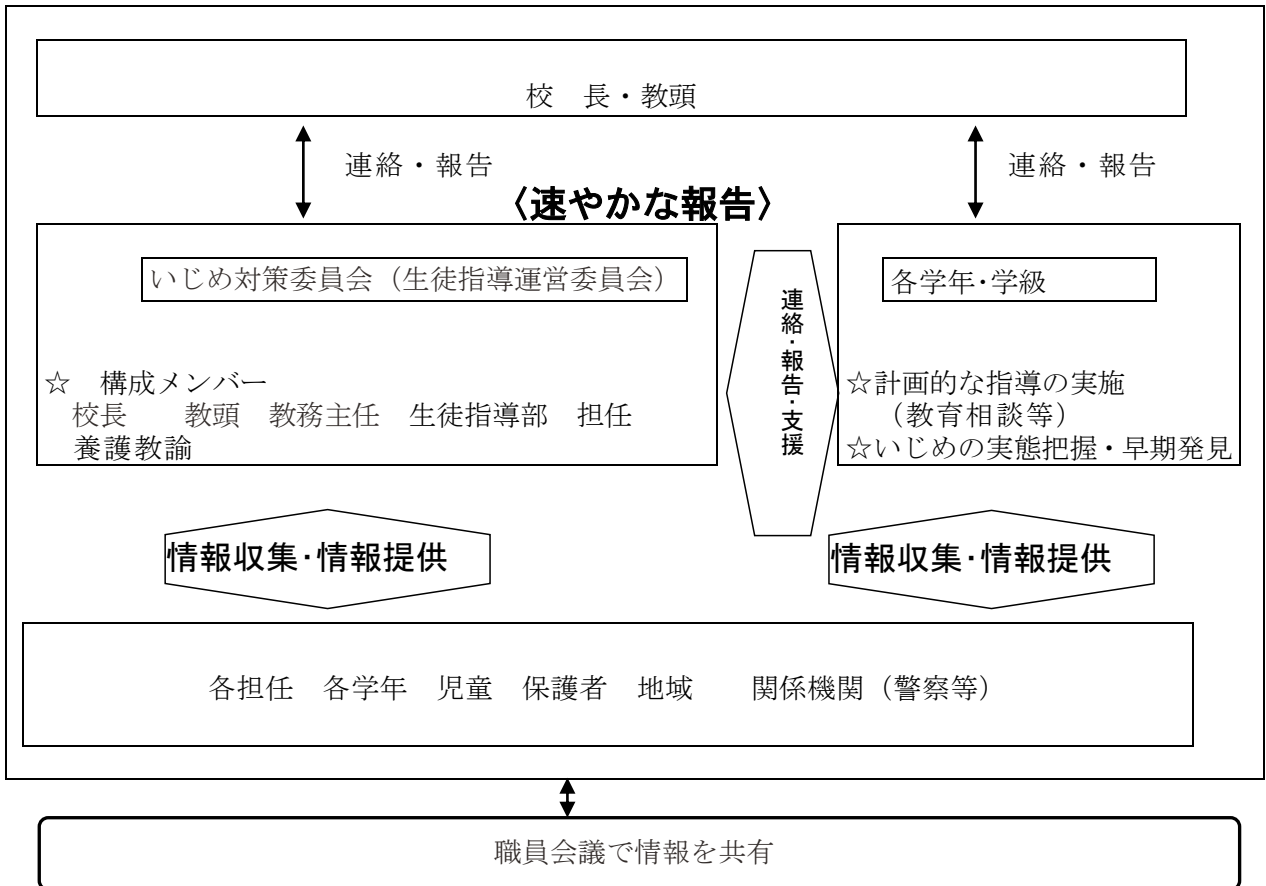 校　長・教頭
連絡・報告
連絡・報告
〈速やかな報告〉
いじめ対策委員会（生徒指導運営委員会）
☆　構成メンバー
校長　　教頭　教務主任　生徒指導部　担任
養護教諭
連絡・報告・支援
各学年・学級
☆計画的な指導の実施
（教育相談等）
☆いじめの実態把握・早期発見
情報収集・情報提供
情報収集・情報提供
各担任　各学年　児童　保護者　地域　　関係機関（警察等）
職員会議で情報を共有